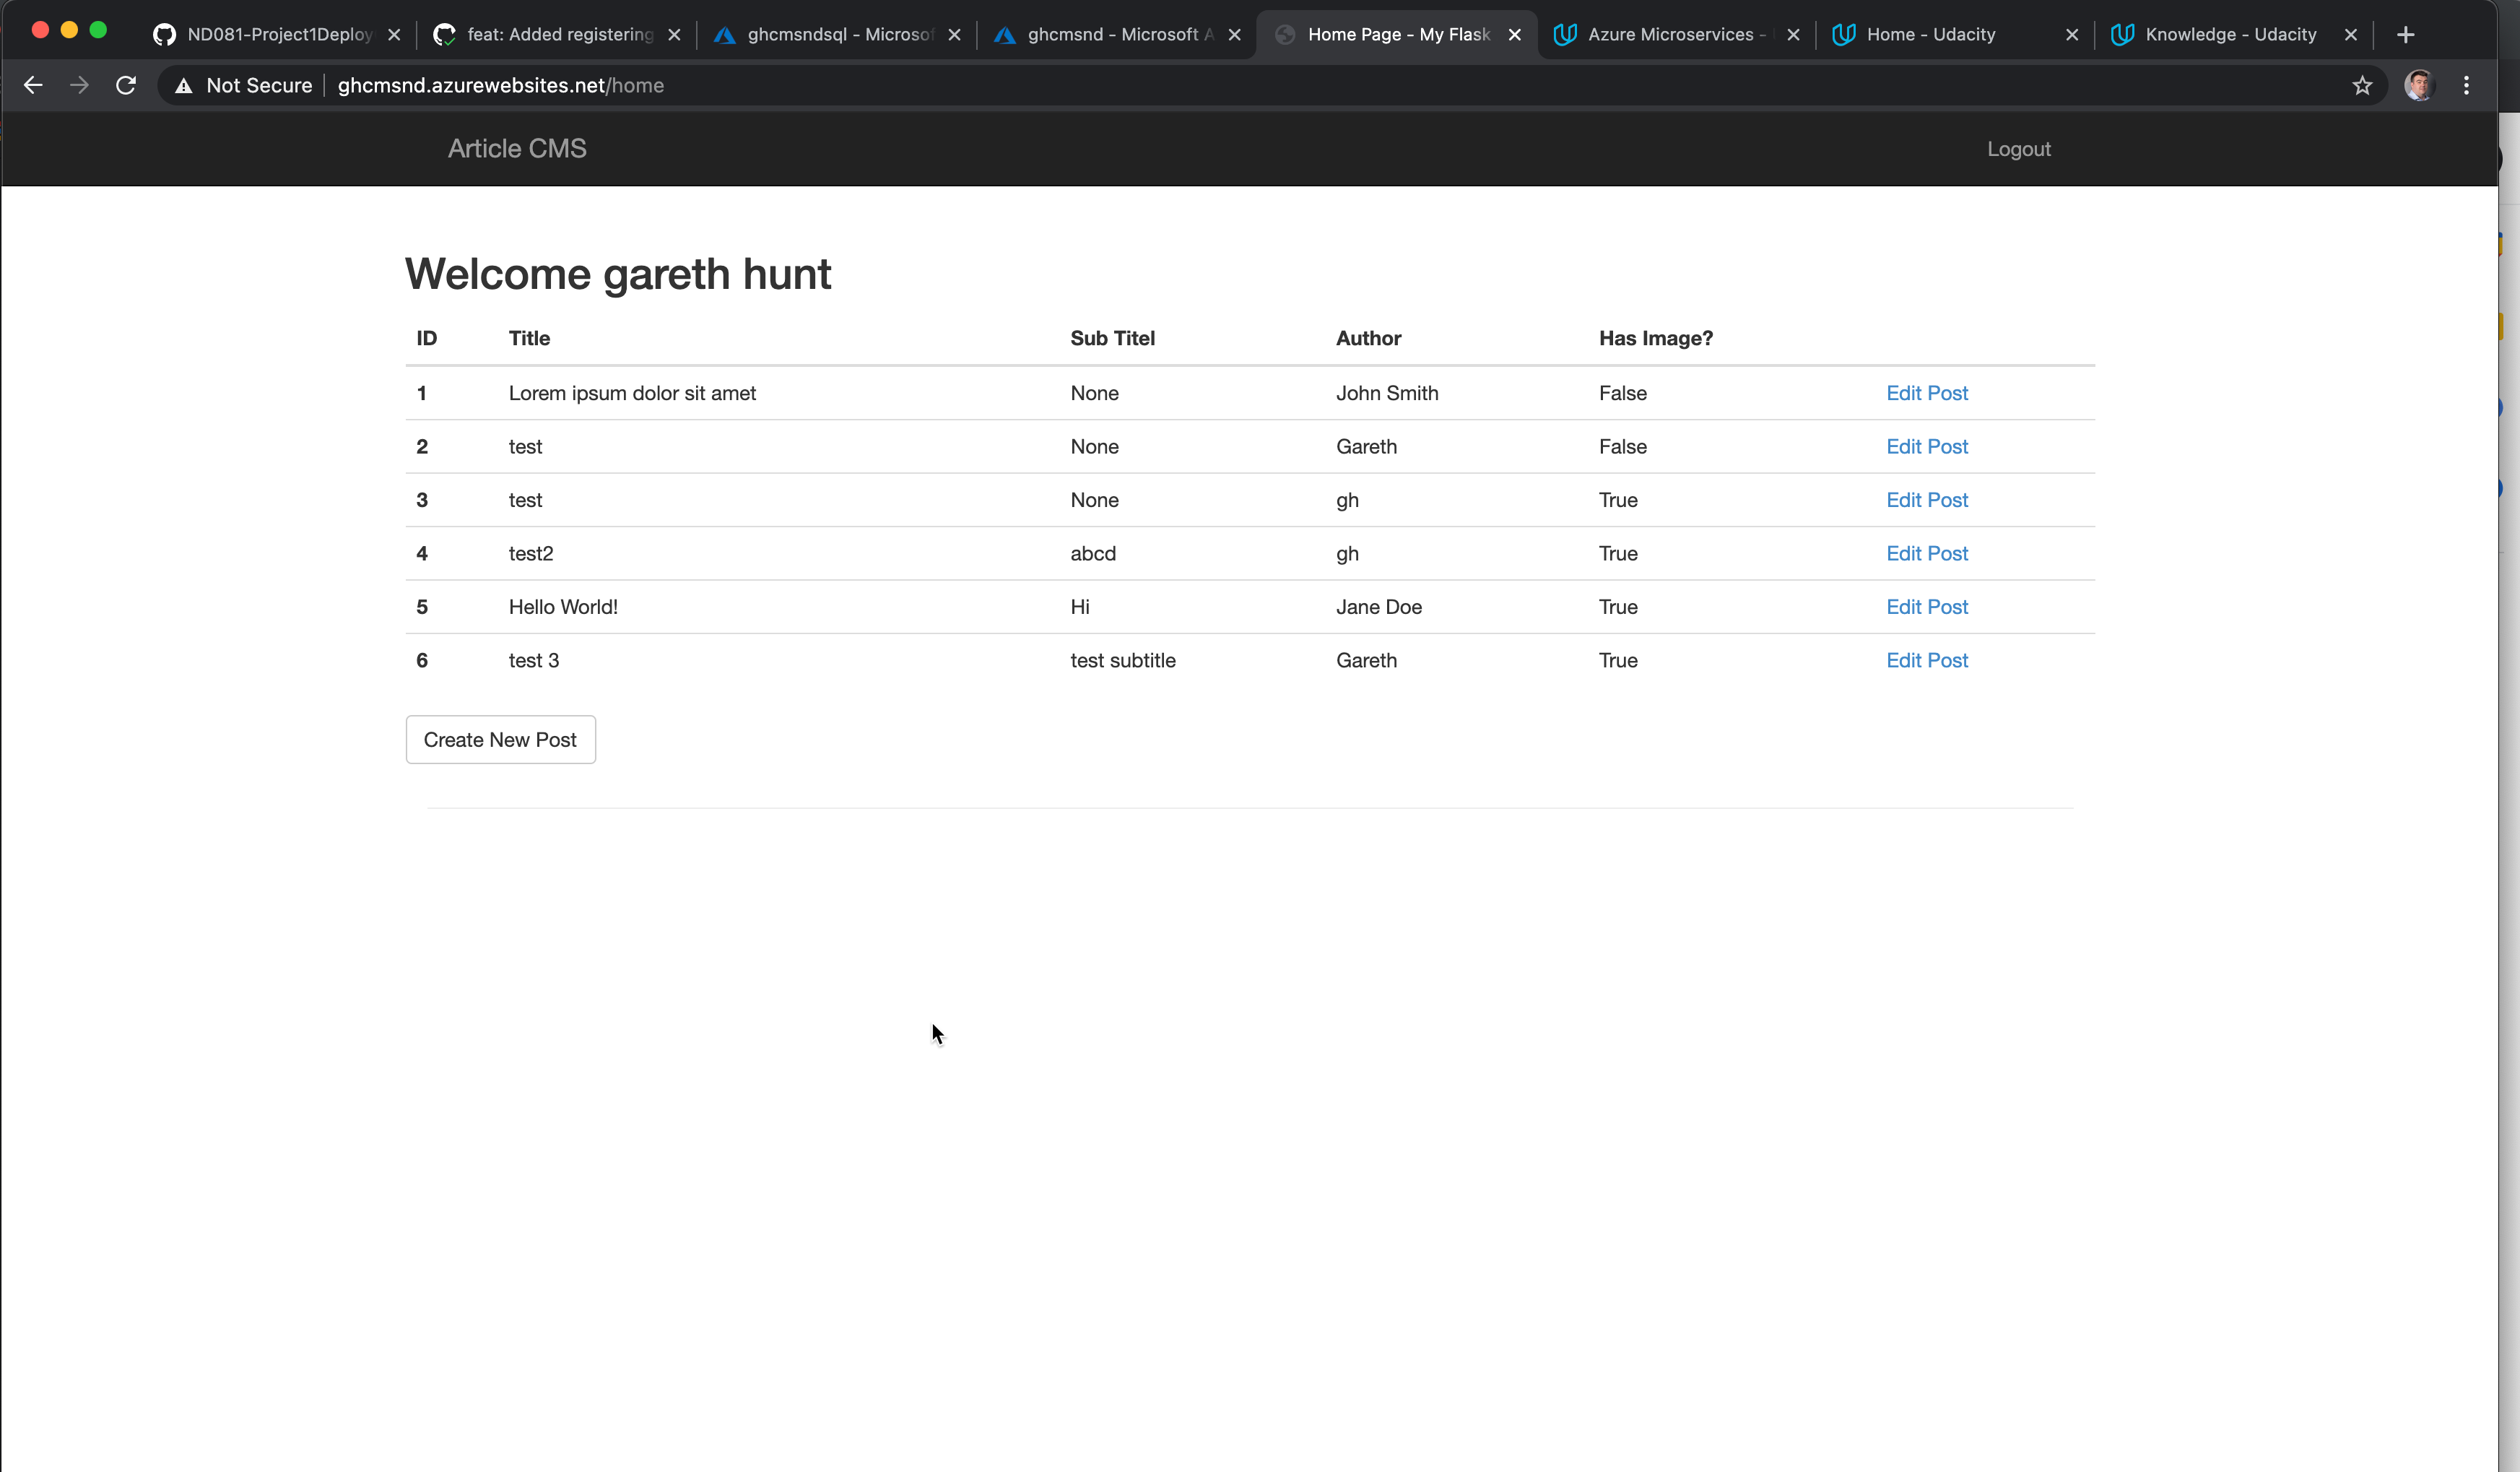 ND081-Project1Deploy feat: Added registering ghcmsndsql - Microsof ghcmsnd - Microsoft A Home Page - My Flask Azure Microservices - Home - Udacity Knowledge - Udacity
Not Secure ghcmsnd.azurewebsites.net/home
Article CMS Logout
Welcome gareth hunt
ID Title Sub Titel Author Has Image?
1 Lorem ipsum dolor sit amet None John Smith False Edit Post
2 test None Gareth False Edit Post
3 test None gh True Edit Post
4 test2 abcd gh True Edit Post
5 Hello World! Hi Jane Doe True Edit Post
6 test 3 test subtitle Gareth True Edit Post
Create New Post